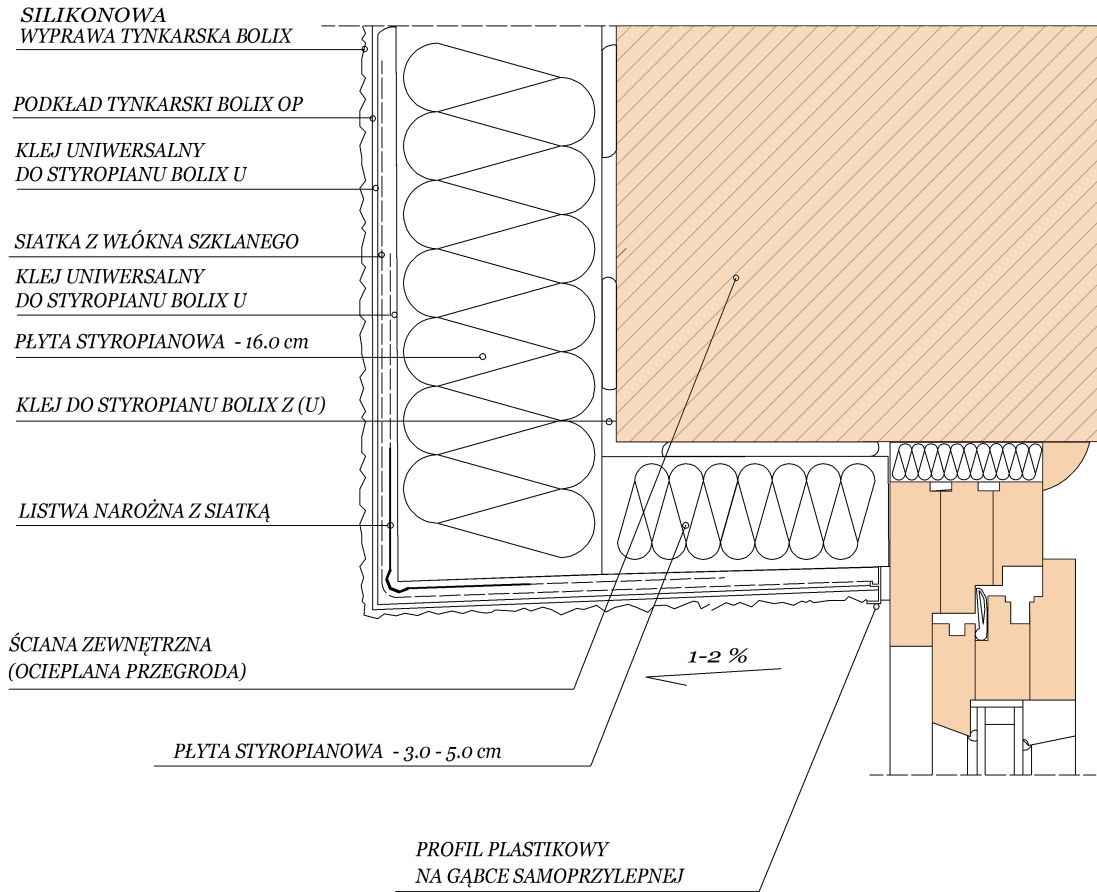 SILIKONOWA
WYPRAWA TYNKARSKA BOLIX
PODKŁAD TYNKARSKI BOLIX OP
KLEJ UNIWERSALNY
DO STYROPIANU BOLIX U
SIATKA Z WŁÓKNA SZKLANEGO
KLEJ UNIWERSALNY
DO STYROPIANU BOLIX U
PŁYTA STYROPIANOWA - 16.0 cm
KLEJ DO STYROPIANU BOLIX Z (U)
LISTWA NAROŻNA Z SIATKĄ
ŚCIANA ZEWNĘTRZNA
(OCIEPLANA PRZEGRODA)
1-2 %
PŁYTA STYROPIANOWA - 3.0 - 5.0 cm
PROFIL PLASTIKOWY
NA GĄBCE SAMOPRZYLEPNEJ